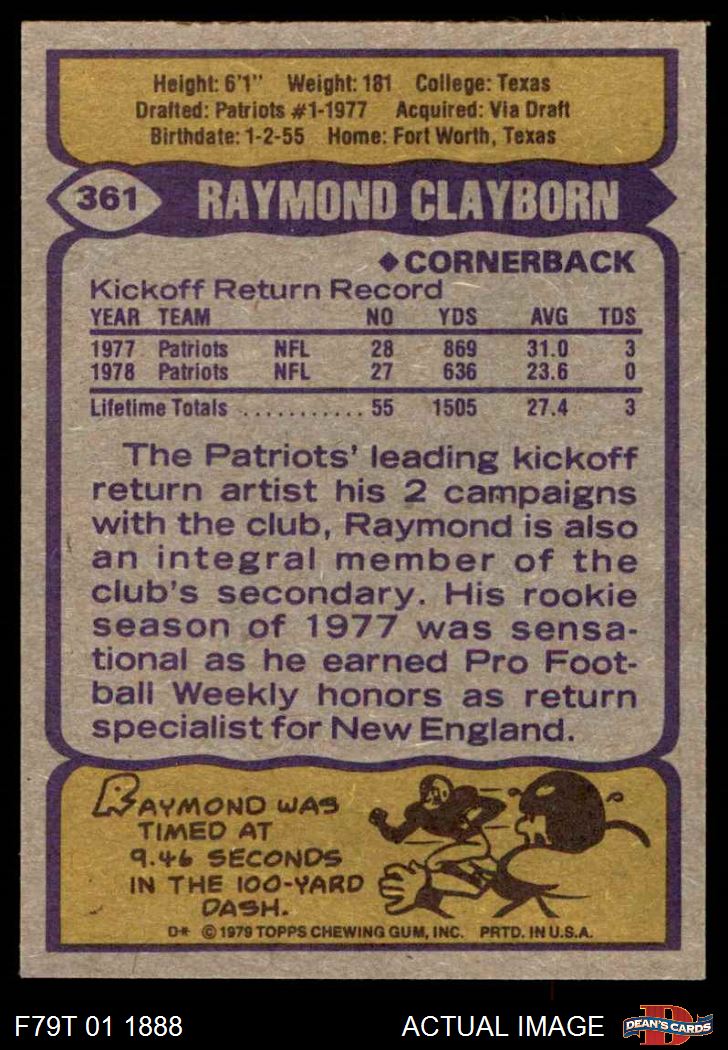 Height: 6'1" Weight: 181 College: Texas
Drafted: Patriots #1-1977 Acquired: Via Draft
Birthdate: 1-2-55 Home: Fort Worth, Texas
361 RAYMOND CLAYBORN
◆CORNERBACK
Kickoff Return Record
YEAR TEAM NO YDS AVG TDS
1977 Patriots NFL 28 869 31.0 3
1978 Patriots NFL 27 636 23.6 0
Lifetime Totals ........... 55 1505 27.4 3
The Patriots' leading kickoff
return artist his 2 campaigns
with the club, Raymond is also
an integral member of the
club's secondary. His rookie
season of 1977 was sensa-
tional as he earned Pro Foot-
ball Weekly honors as return
specialist for New England.
RAYMOND WAS
TIMED AT
9.46 SECONDS
IN THE 100-YARD
DASH.
D* © 1979 TOPPS CHEWING GUM, INC. PRTD. IN U.S.A.
F79T 01 1888 ACTUAL IMAGE D DEAN'S CARDS